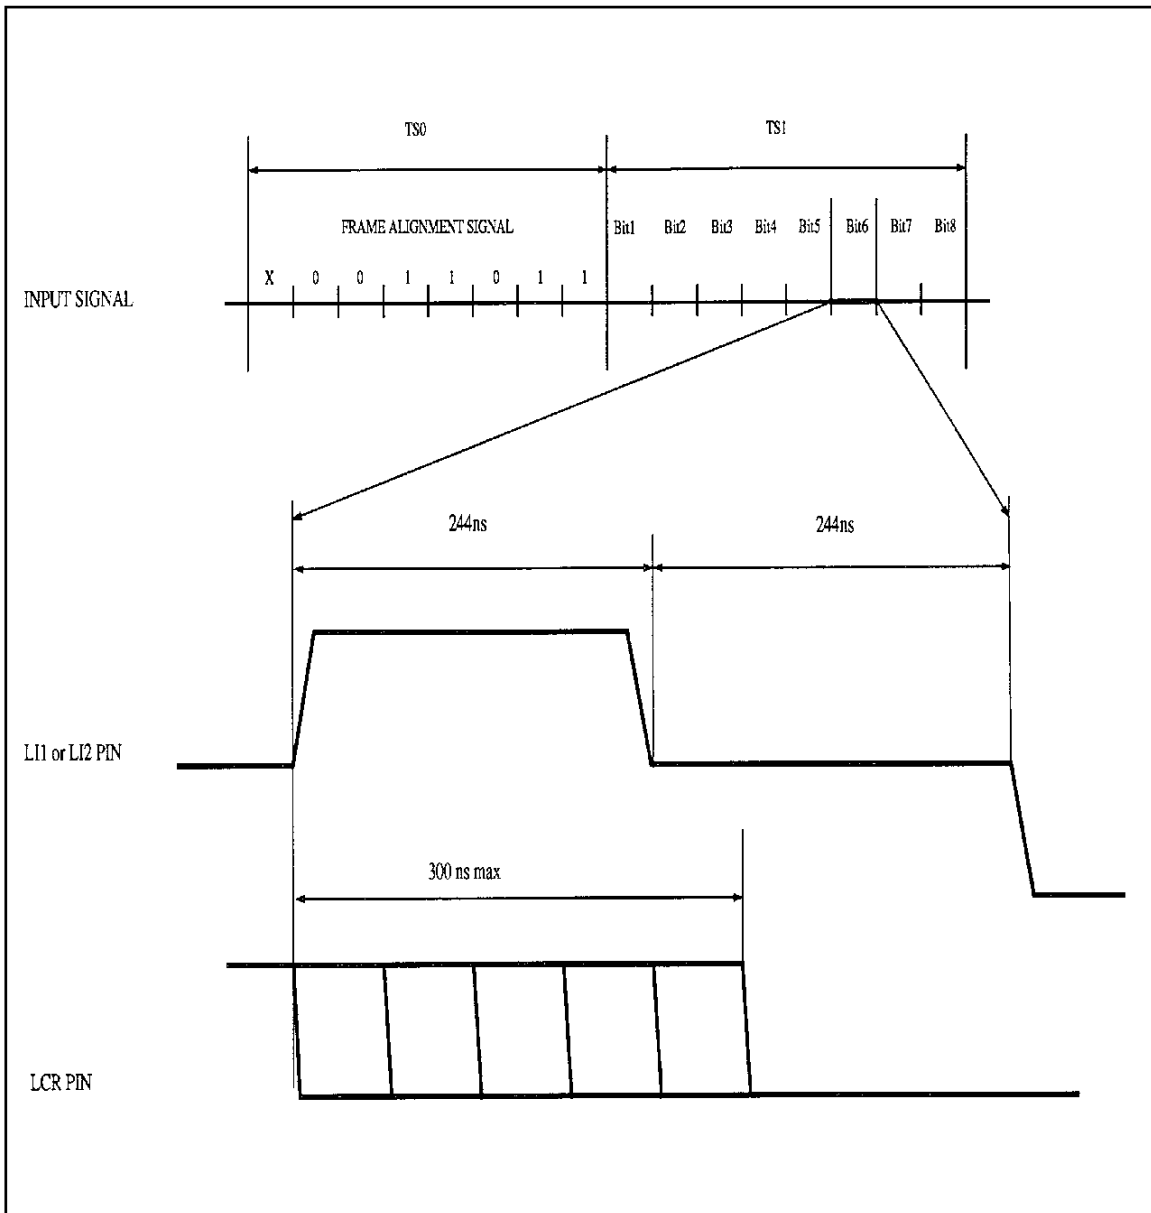 TS0 TS1
FRAME ALIGNMENT SIGNAL Bit1 Bit2 Bit3 Bit4 Bit5 Bit6 Bit7 Bit8
X 0 0 1 1 0 1 1
INPUT SIGNAL
244ns 244ns
LI1 or LI2 PIN
300 ns max
LCR PIN